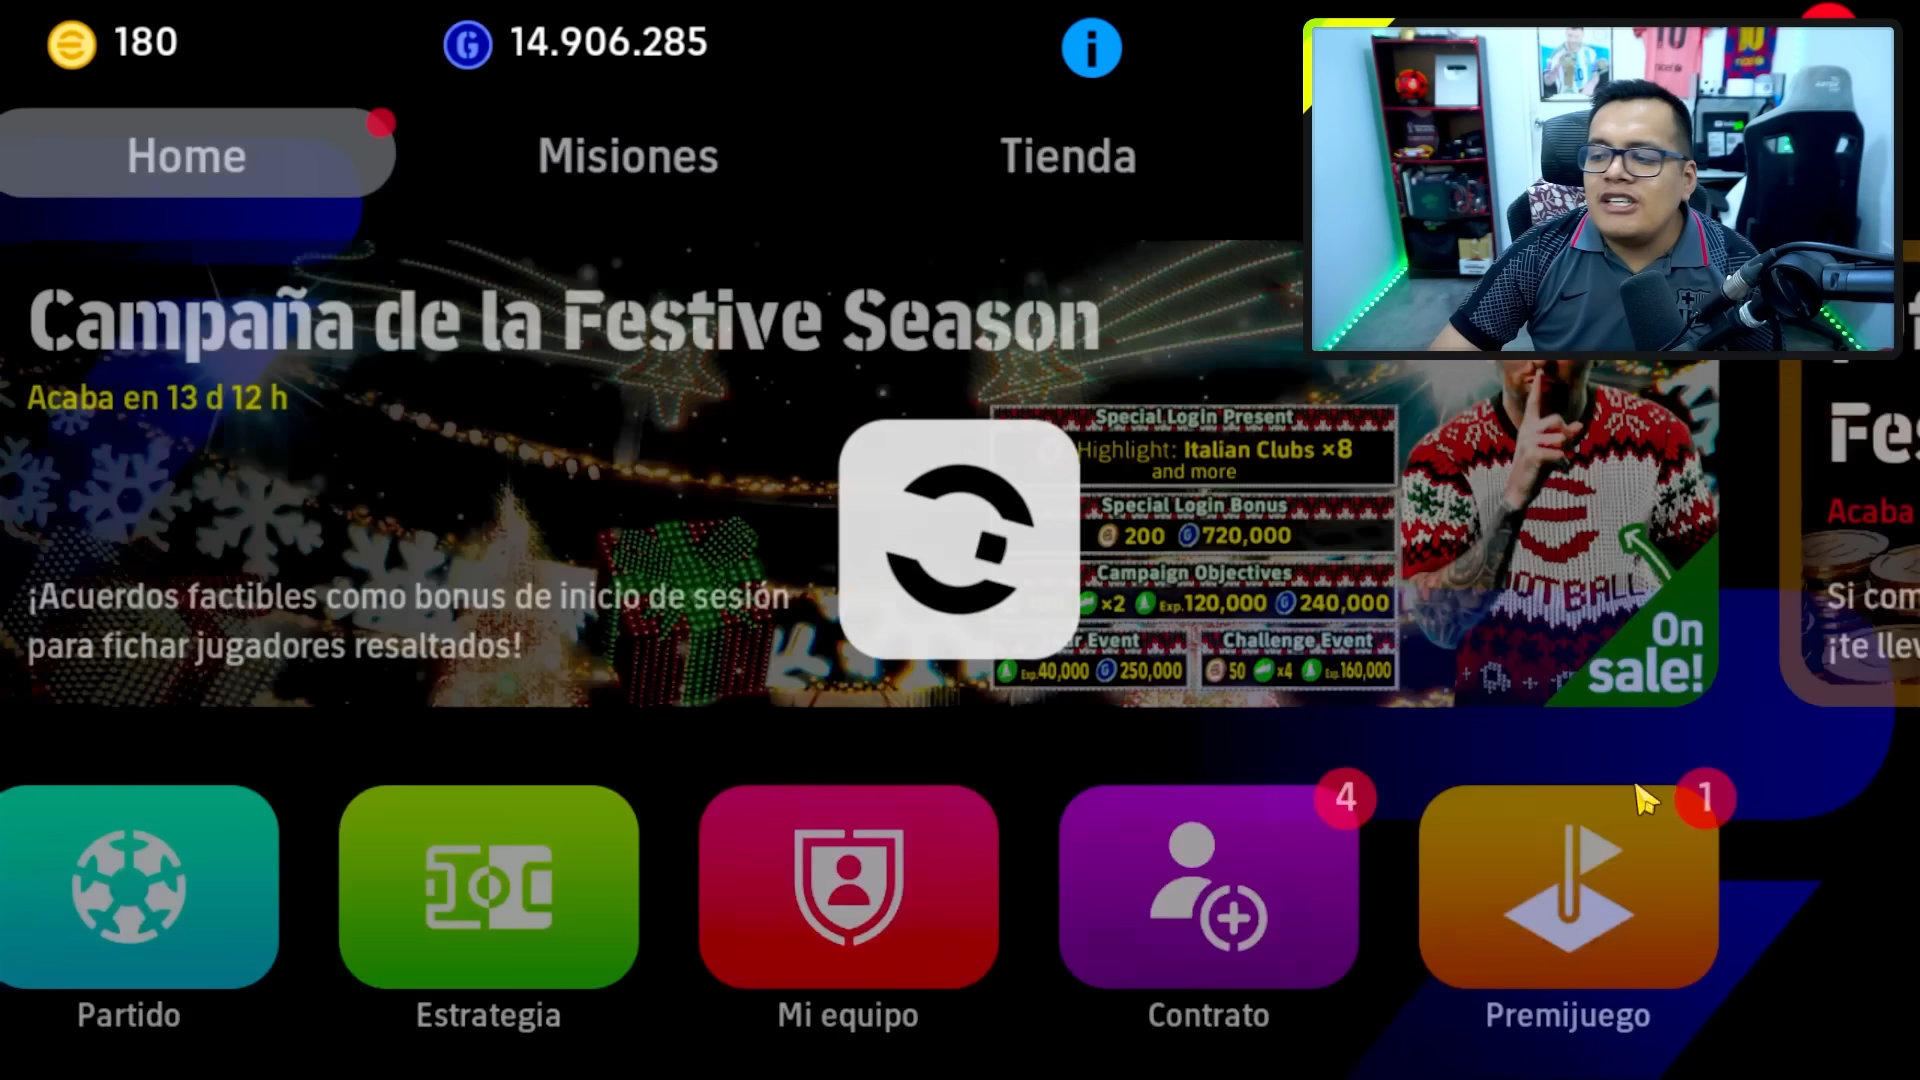 180
14.906.285
Home
Misiones
Tienda
10
10
Campaña de la Festive Season
Acaba en 13 d 12 h
¡Acuerdos factibles como bonus de inicio de sesión
para fichar jugadores resaltados!
Special Login Present
Highlight: Italian Clubs ×8
and more
Special Login Bonus
200 720,000
Campaign Objectives
×2 Exp.120,000 240,000
Event
Exp.40,000 250,000
Challenge Event
50 x4 Exp.160,000
On
sale!
Acaba
Si com
¡te llev
4
1
Partido
Estrategia
Mi equipo
Contrato
Premijuego